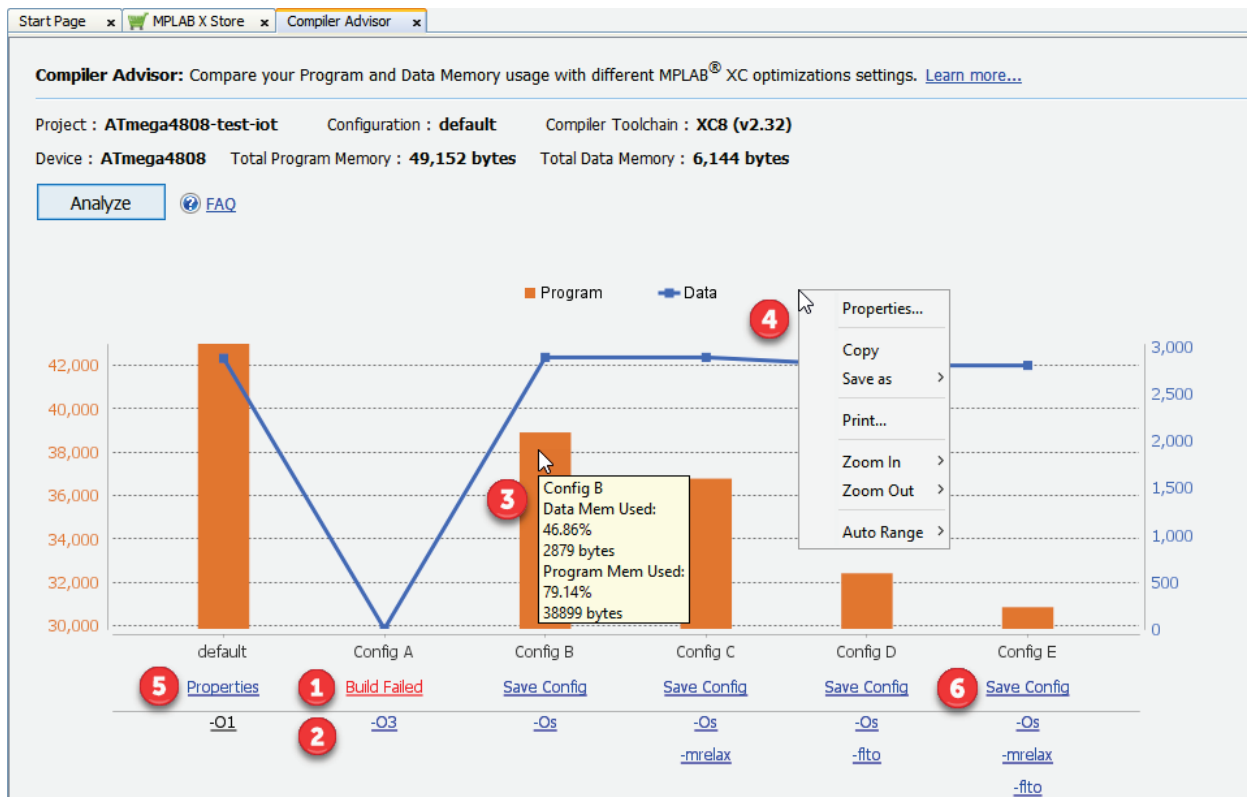 Start Page x MPLAB X Store x Compiler Advisor x
Compiler Advisor: Compare your Program and Data Memory usage with different MPLAB® XC optimizations settings. Learn more...
Project : ATmega4808-test-iot Configuration : default Compiler Toolchain : XC8 (v2.32)
Device : ATmega4808 Total Program Memory : 49,152 bytes Total Data Memory : 6,144 bytes
Analyze ? FAQ
Program Data
4
Properties...
Copy
Save as >
Print...
Zoom In >
Zoom Out >
Auto Range >
42,000
40,000
38,000
36,000
34,000
32,000
30,000
3,000
2,500
2,000
1,500
1,000
500
0
3
Config B
Data Mem Used:
46.86%
2879 bytes
Program Mem Used:
79.14%
38899 bytes
default Config A Config B Config C Config D Config E
5 Properties 1 Build Failed Save Config Save Config Save Config 6 Save Config
-O1 2 -O3 -Os -Os -Os -Os
-mrelax -flto -mrelax
-flto